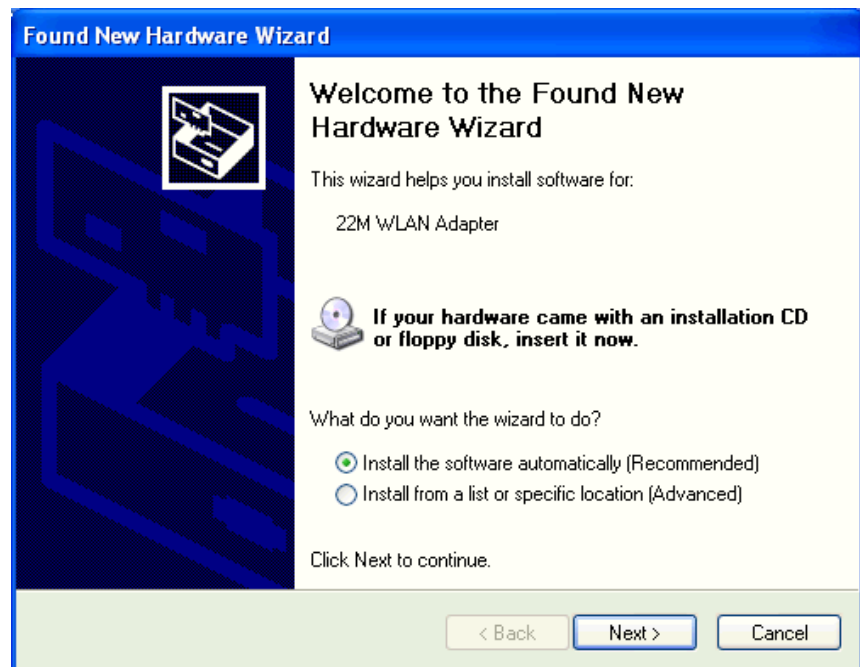 Found New Hardware Wizard
Welcome to the Found New
Hardware Wizard
This wizard helps you install software for:
22M WLAN Adapter
If your hardware came with an installation CD
or floppy disk, insert it now.
What do you want the wizard to do?
Install the software automatically (Recommended)
Install from a list or specific location (Advanced)
Click Next to continue.
< Back Next > Cancel